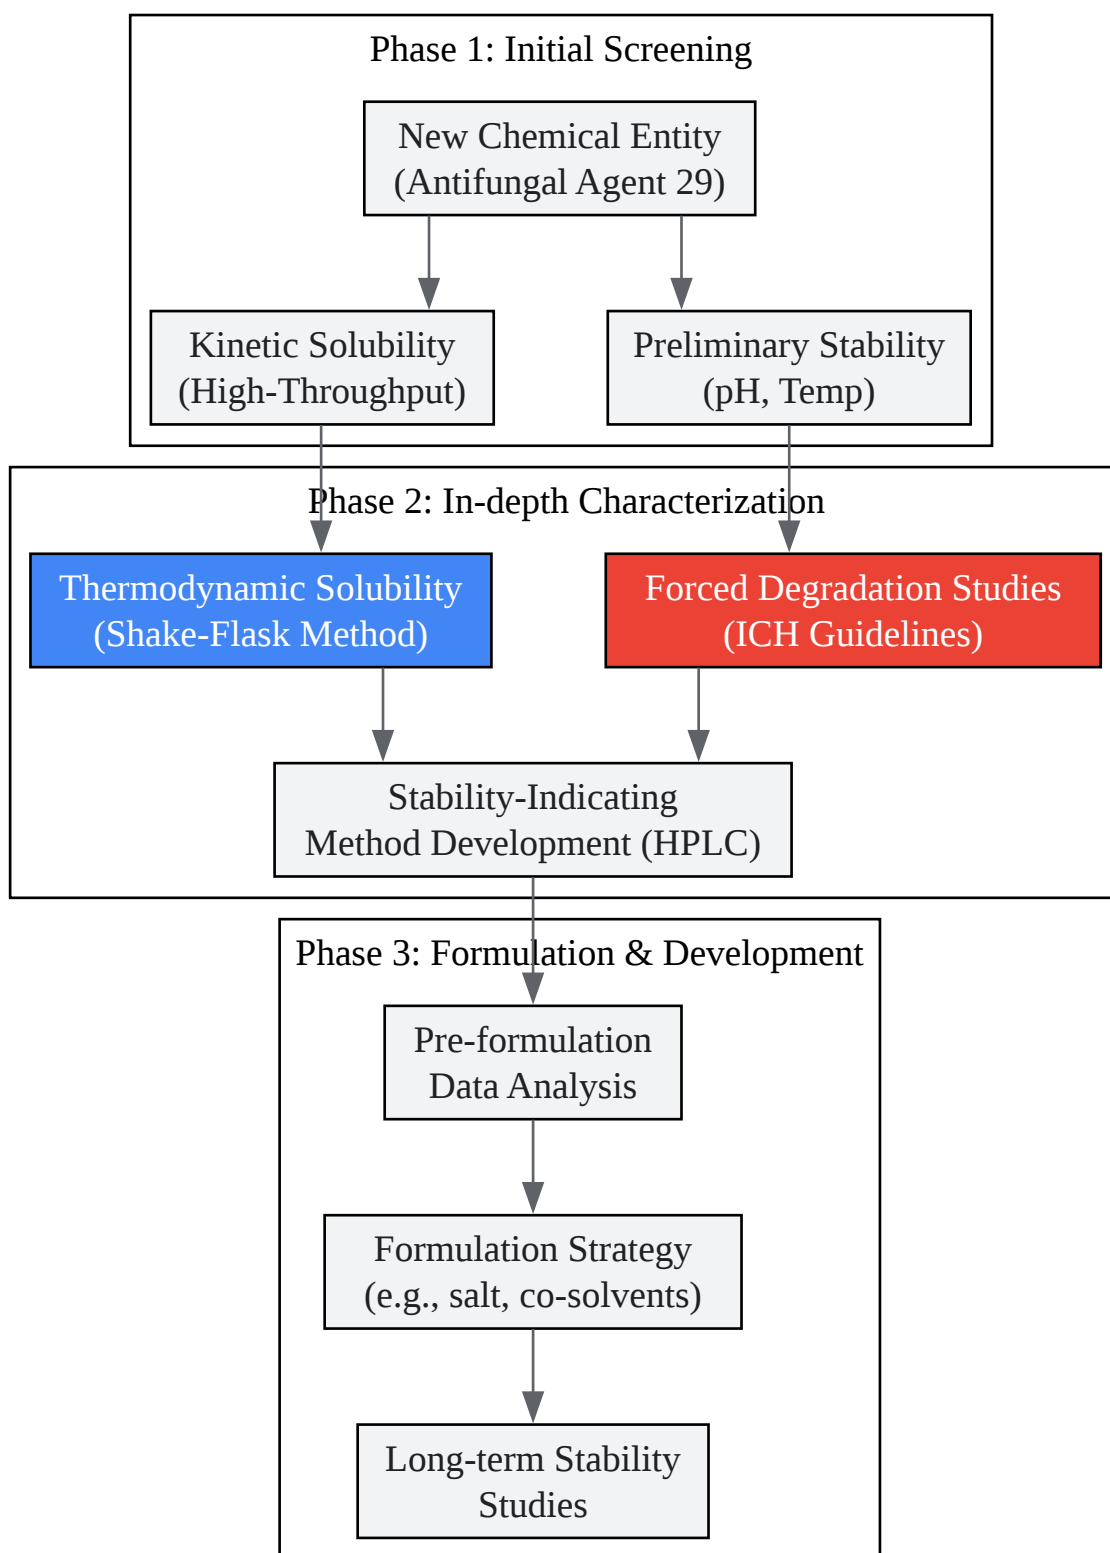 Phase 1: Initial Screening
New Chemical Entity
(Antifungal Agent 29)
Kinetic Solubility
(High-Throughput)
Preliminary Stability
(pH, Temp)
Phase 2: In-depth Characterization
Thermodynamic Solubility
(Shake-Flask Method)
Forced Degradation Studies
(ICH Guidelines)
Stability-Indicating
Method Development (HPLC)
Phase 3: Formulation & Development
Pre-formulation
Data Analysis
Formulation Strategy
(e.g., salt, co-solvents)
Long-term Stability
Studies